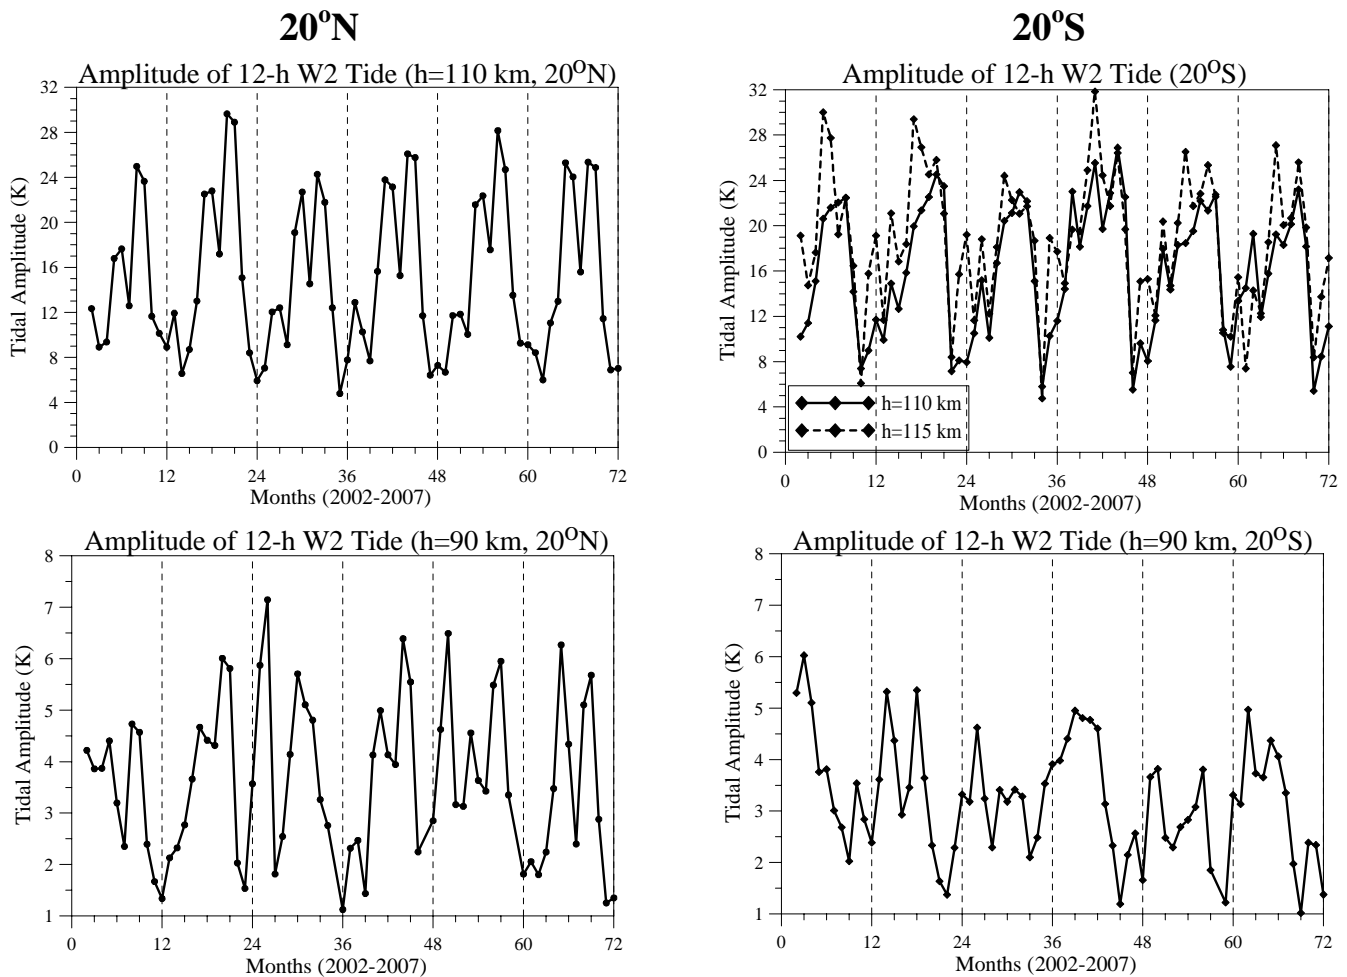 20°N
20°S
Amplitude of 12-h W2 Tide (h=110 km, 20°N)
Tidal Amplitude (K)
32
28
24
20
16
12
8
4
0
0 12 24 36 48 60 72
Months (2002-2007)
Amplitude of 12-h W2 Tide (20°S)
Tidal Amplitude (K)
32
28
24
20
16
12
8
4
0
h=110 km
h=115 km
0 12 24 36 48 60 72
Months (2002-2007)
Amplitude of 12-h W2 Tide (h=90 km, 20°N)
Tidal Amplitude (K)
8
7
6
5
4
3
2
1
0 12 24 36 48 60 72
Months (2002-2007)
Amplitude of 12-h W2 Tide (h=90 km, 20°S)
Tidal Amplitude (K)
8
7
6
5
4
3
2
1
0 12 24 36 48 60 72
Months (2002-2007)